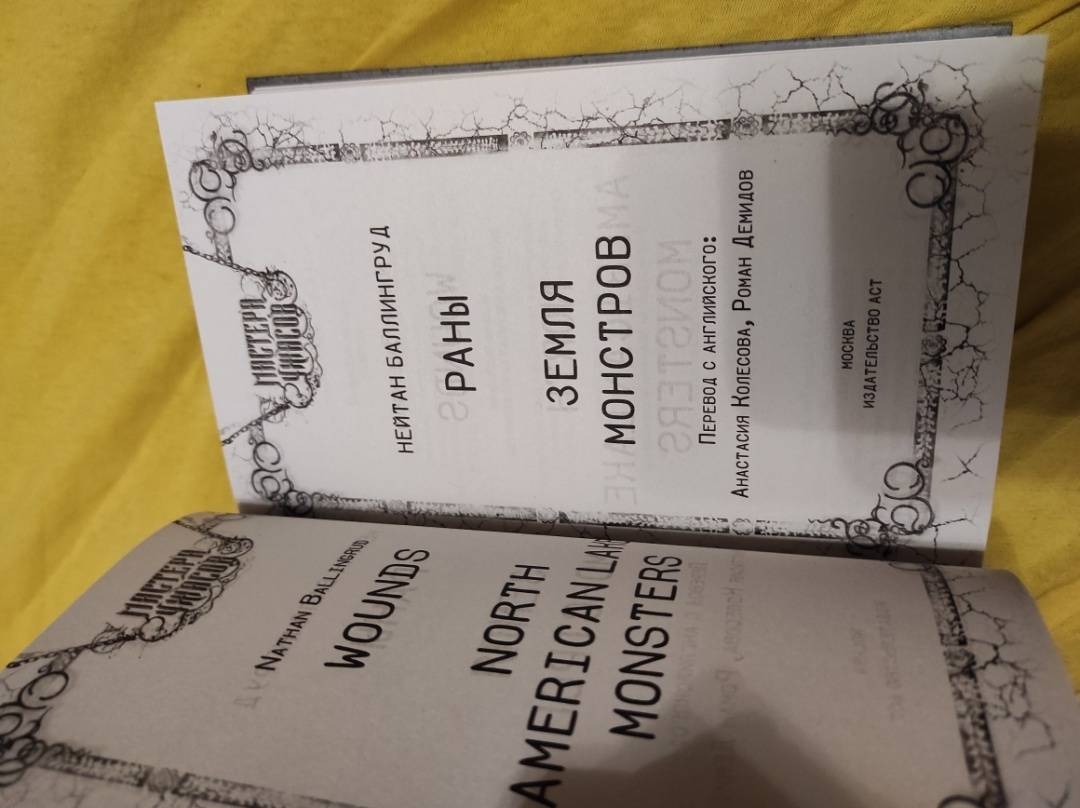 МАСТЕРА
УЖАСОВ
NATHAN BALLINGRUD
WOUNDS
NORTH
AMERICAN LAKE
MONSTERS
МАСТЕРА
УЖАСОВ
НЕЙТАН БАЛЛИНГРУД
РАНЫ
ЗЕМЛЯ
МОНСТРОВ
ПЕРЕВОД С АНГЛИЙСКОГО:
АНАСТАСИЯ КОЛЕСОВА, РОМАН ДЕМИДОВ
МОСКВА
ИЗДАТЕЛЬСТВО АСТ